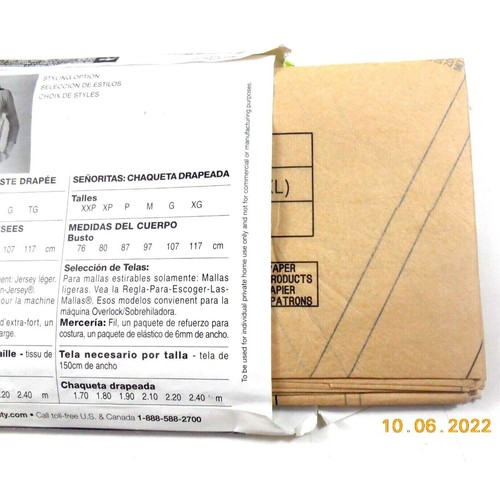 STYLING OPTION
SELECCION DE ESTILOS
CHOIX DE STYLES
STE DRAPÉE
G TG
SEES
107 117 cm
ment: Jersey léger,
n-Jersey®.
pour la machine
d'extra-fort, un
arge.
aille - tissu de
2.20 2.40 m
SEÑORITAS: CHAQUETA DRAPEADA
Talles
XXP XP P M G XG
MEDIDAS DEL CUERPO
Busto
76 80 87 97 107 117 cm
Selección de Telas:
Para mallas estirables solamente: Mallas
ligeras. Vea la Regla-Para-Escoger-Las-
Mallas®. Esos modelos convienent para la
máquina Overlock/Sobrehiladora.
Mercería: Fil, un paquete de refuerzo para
costura, un paquete de elástico de 6mm de ancho.
Tela necesario por talla - tela de
150cm de ancho
Chaqueta drapeada
1.70 1.80 1.90 2.10 2.20 2.40 m
ity.com • Call toll-free U.S. & Canada 1-888-588-2700
To be used for individual private home use only and not for commercial or manufacturing purposes.
L)
PAPER
PRODUCTS
PAPIER
PATRONS
10.06.2022